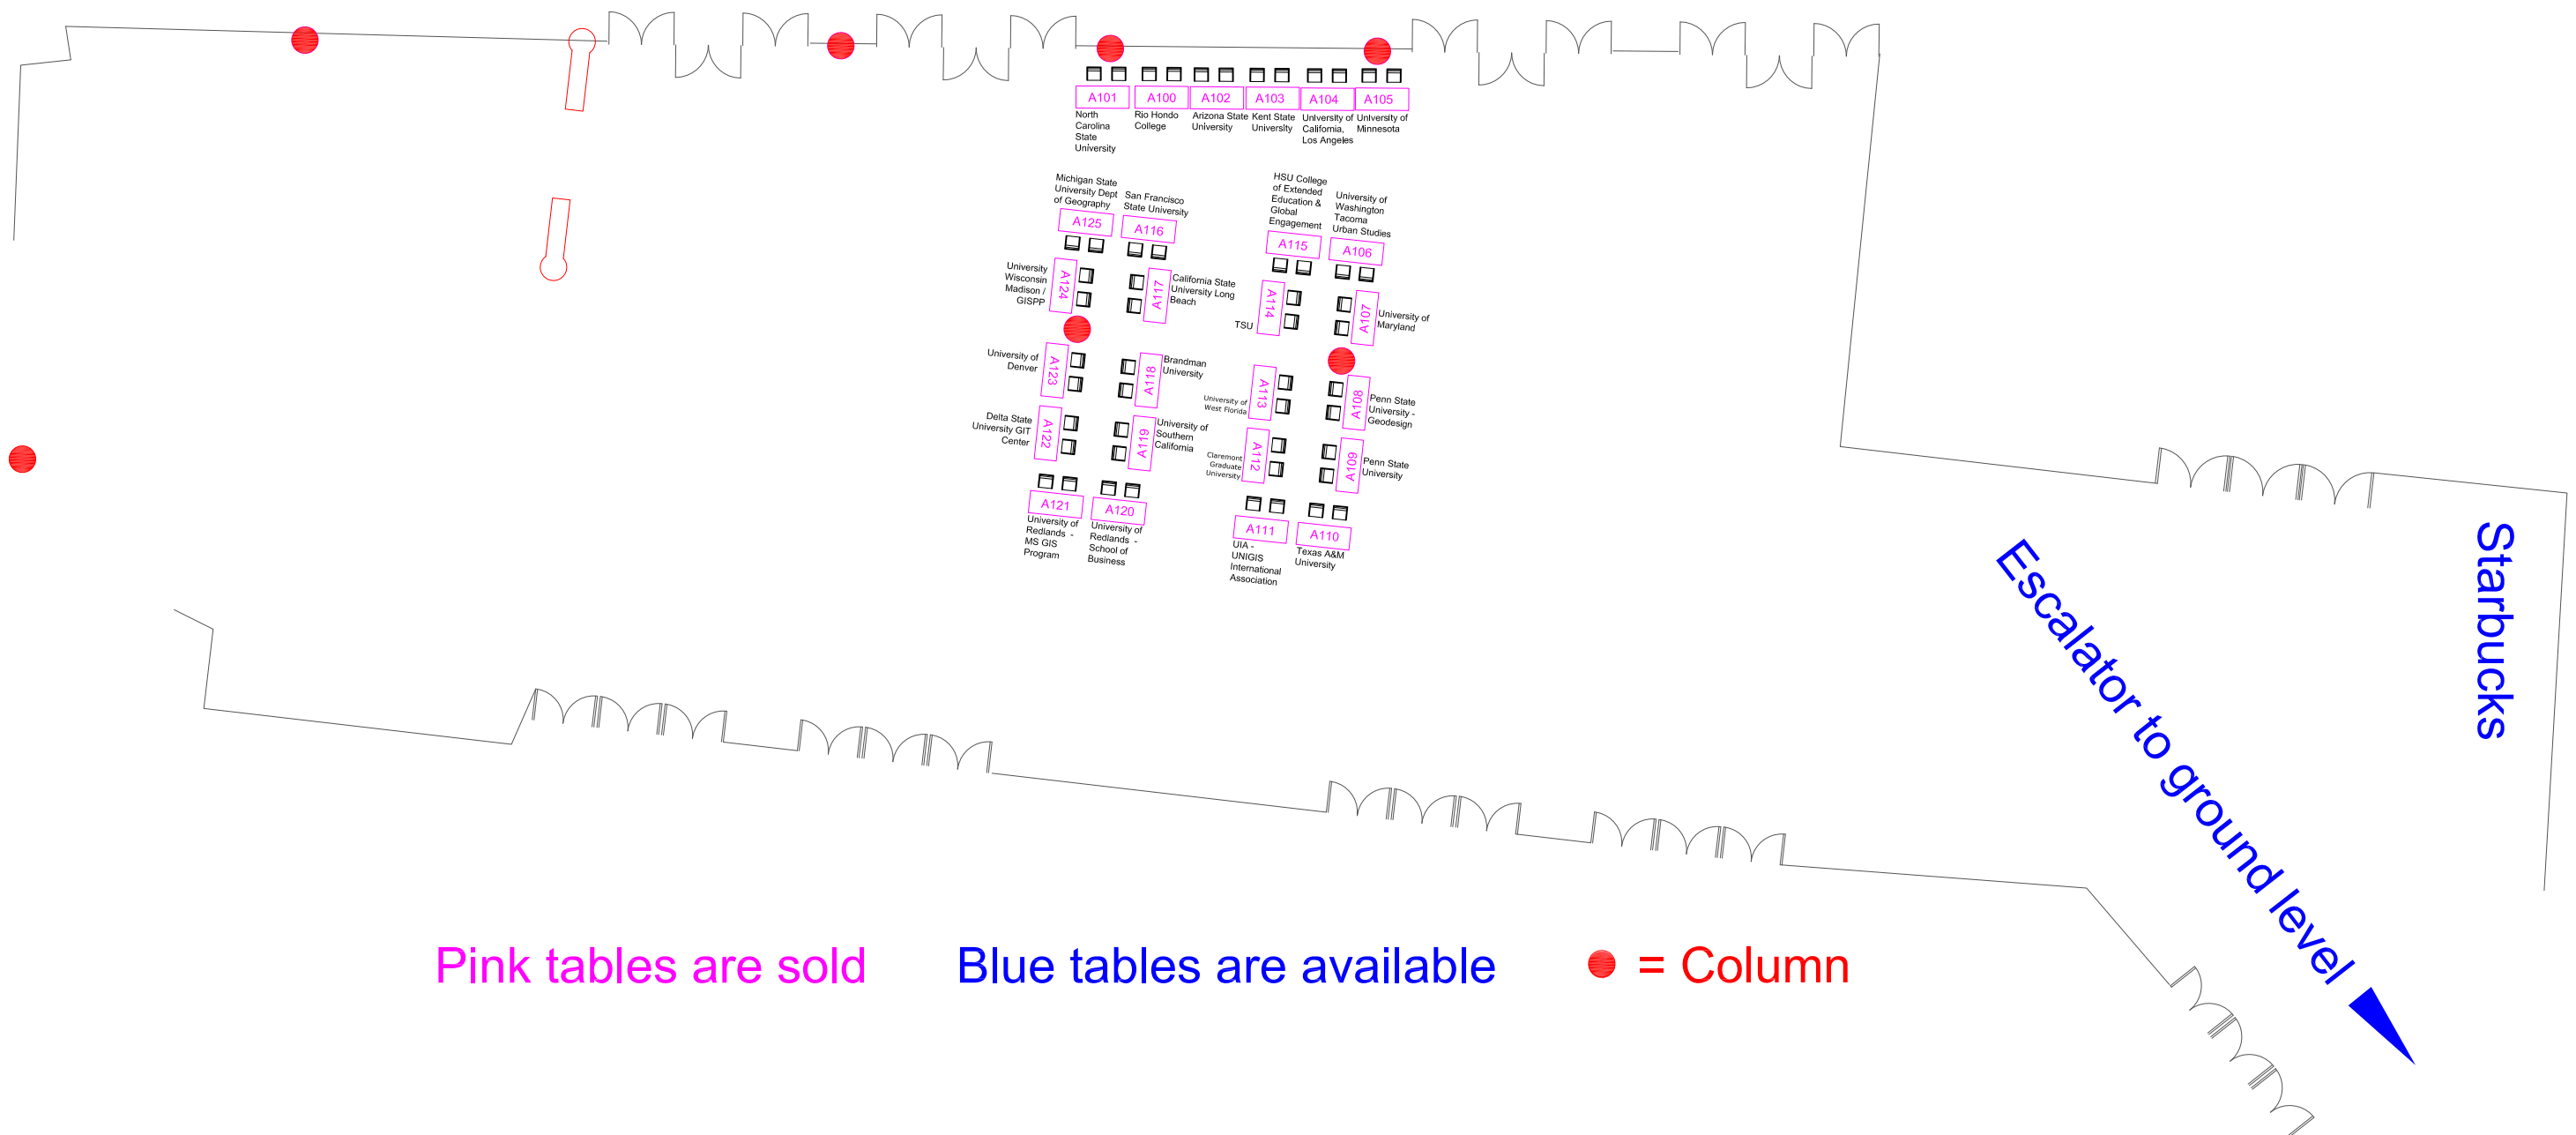 A101
North
Carolina
State
University
A100
Rio Hondo
College
A102
Arizona State
University
A103
Kent State
University
A104
University of
California,
Los Angeles
A105
University of
Minnesota
Michigan State
University Dept
of Geography
A125
San Francisco
State University
A116
HSU College
of Extended
Education &
Global
Engagement
A115
University of
Washington
Tacoma
Urban Studies
A106
University
Wisconsin
Madison /
GISPP
A124
A117
California State
University Long
Beach
TSU
A114
A107
University of
Maryland
University of
Denver
A123
A118
Brandman
University
University of
West Florida
A113
A108
Penn State
University -
Geodesign
Delta State
University GIT
Center
A122
A119
University of
Southern
California
Claremont
Graduate
University
A112
A109
Penn State
University
A121
University of
Redlands -
MS GIS
Program
A120
University of
Redlands -
School of
Business
A111
UIA -
UNIGIS
International
Association
A110
Texas A&M
University
Starbucks
Escalator to ground level
Pink tables are sold
Blue tables are available
= Column